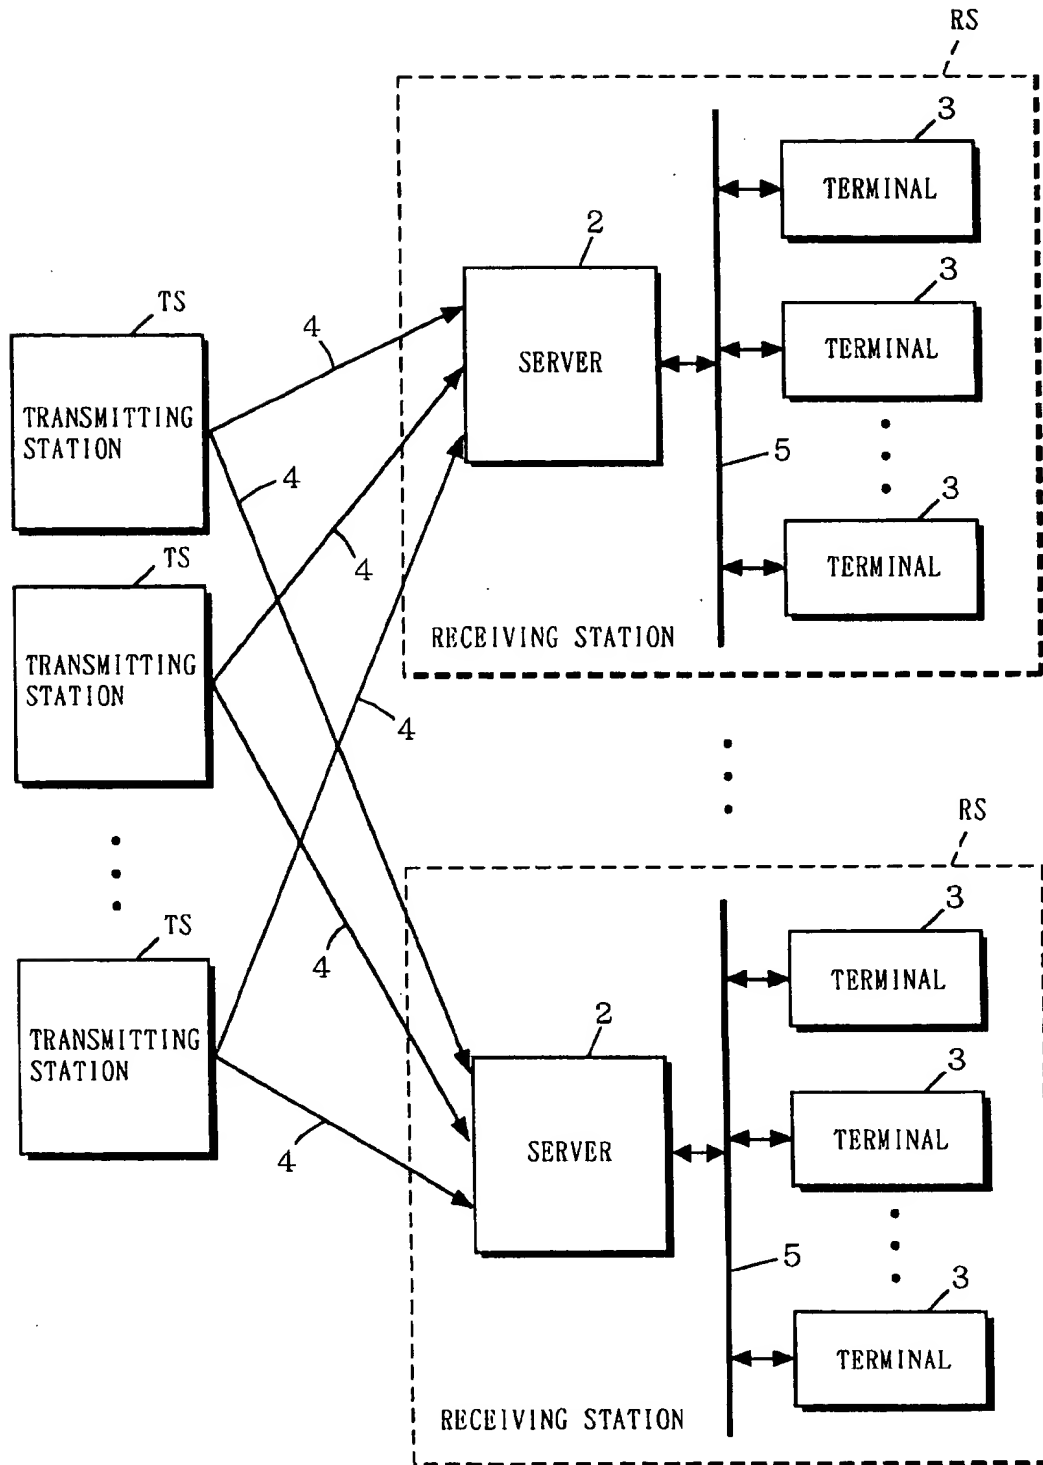 RS
3
TERMINAL
2
3
TS
4
SERVER
TERMINAL
TRANSMITTING
STATION
4
5
3
TS
4
TERMINAL
RECEIVING STATION
TRANSMITTING
STATION
4
RS
TS
3
4
TERMINAL
TRANSMITTING
STATION
2
3
4
SERVER
TERMINAL
5
3
TERMINAL
RECEIVING STATION